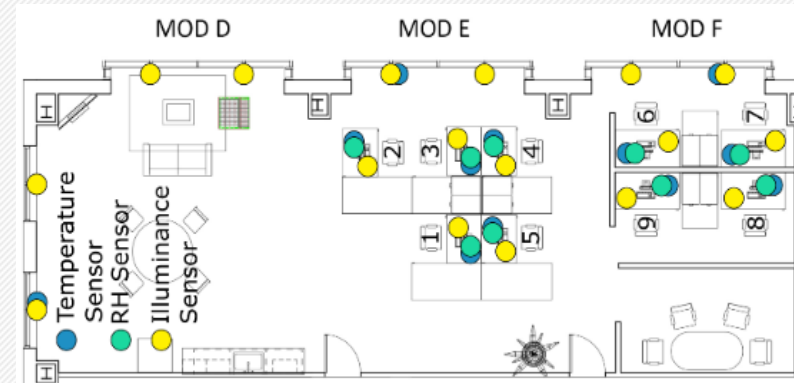 MOD D
MOD E
MOD F
H
H
H
H
6
7
2
3
4
9
8
1
5
Temperature
Sensor
RH Sensor
Illuminance
Sensor